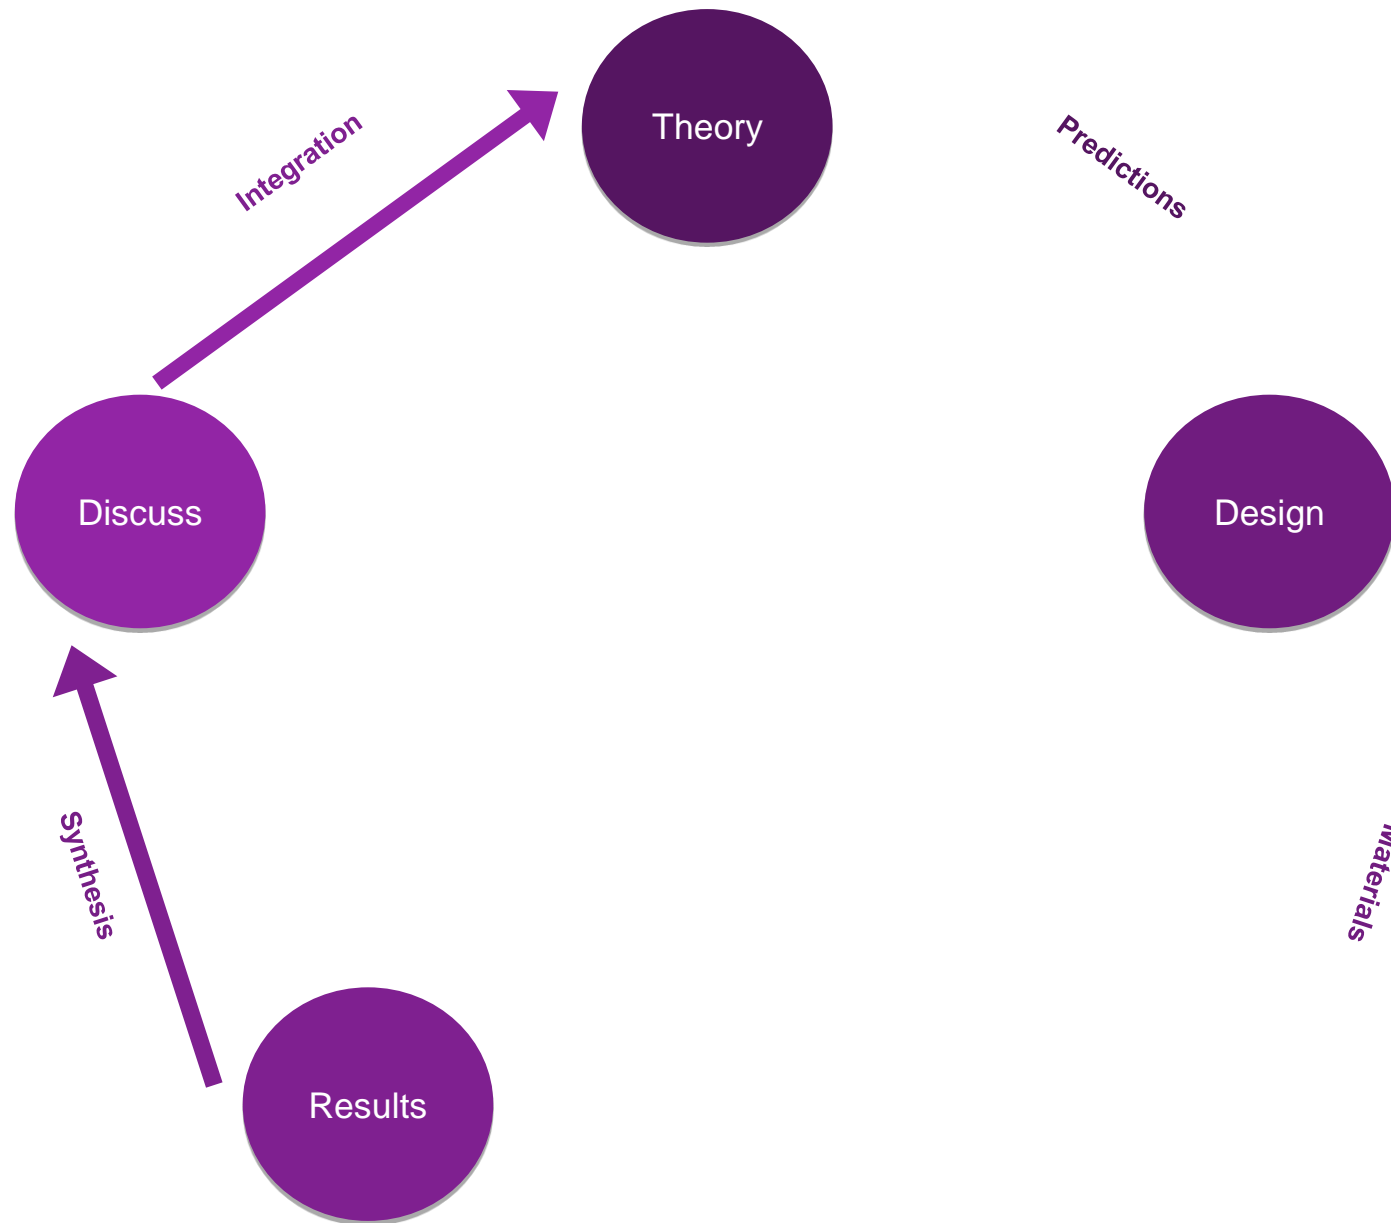 Theory
Predictions
Integration
Discuss
Design
Synthesis
Materials
Results